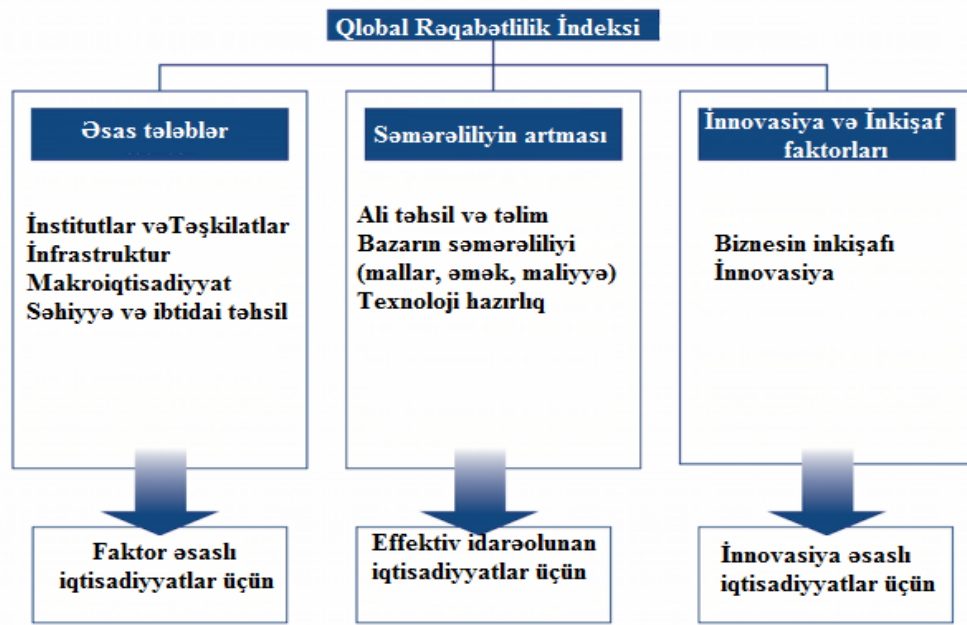 Qlobal Rəqabətlilik İndeksi
Əsas tələblər
İnstitutlar vəTəşkilatlar
İnfrastruktur
Makroiqtisadiyyat
Səhiyyə və ibtidai təhsil
Faktor əsaslı
iqtisadiyyatlar üçün
Səmərəliliyin artması
Ali təhsil və təlim
Bazarın səmərəliliyi
(mallar, əmək, maliyyə)
Texnoloji hazırlıq
Effektiv idarəolunan
iqtisadiyyatlar üçün
İnnovasiya və İnkişaf
faktorları
Biznesin inkişafı
İnnovasiya
İnnovasiya əsaslı
iqtisadiyyatlar üçün